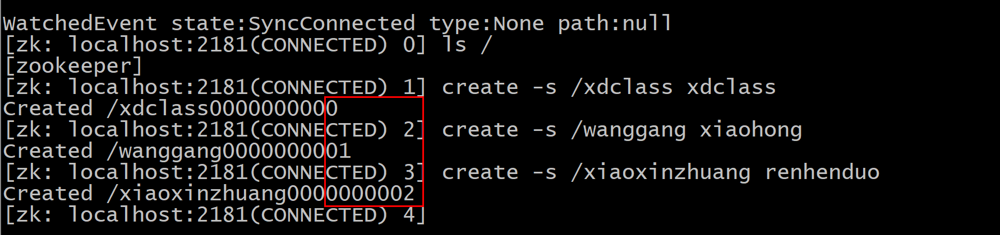 WatchedEvent state:SyncConnected type:None path:null
[zk: localhost:2181(CONNECTED) 0] ls /
[zookeeper]
[zk: localhost:2181(CONNECTED) 1] create -s /xdclass xdclass
Created /xdclass0000000000
[zk: localhost:2181(CONNECTED) 2] create -s /wanggang xiaohong
Created /wanggang0000000001
[zk: localhost:2181(CONNECTED) 3] create -s /xiaoxinzhuang renhenduo
Created /xiaoxinzhuang0000000002
[zk: localhost:2181(CONNECTED) 4]